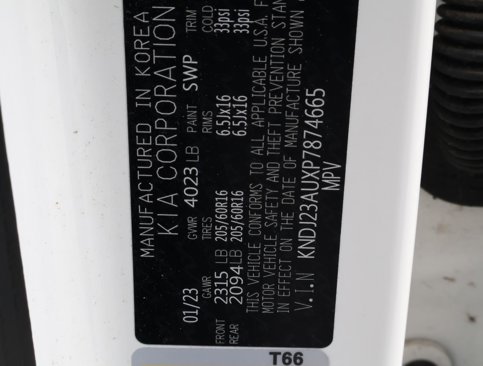 MANUFACTURED IN KOREA
KIA CORPORATION
01/23 GVWR 4023 LB PAINT SWP TRIM
GAWR TIRES RIMS COLD
FRONT 2315 LB 205/60R16 6.5Jx16 33psi
REAR 2094 LB 205/60R16 6.5Jx16 33psi
THIS VEHICLE CONFORMS TO ALL APPLICABLE U.S.A. F
MOTOR VEHICLE SAFETY AND THEFT PREVENTION STAN
IN EFFECT ON THE DATE OF MANUFACTURE SHOWN
V.I.N KNDJ23AUXP7874665
MPV
T66